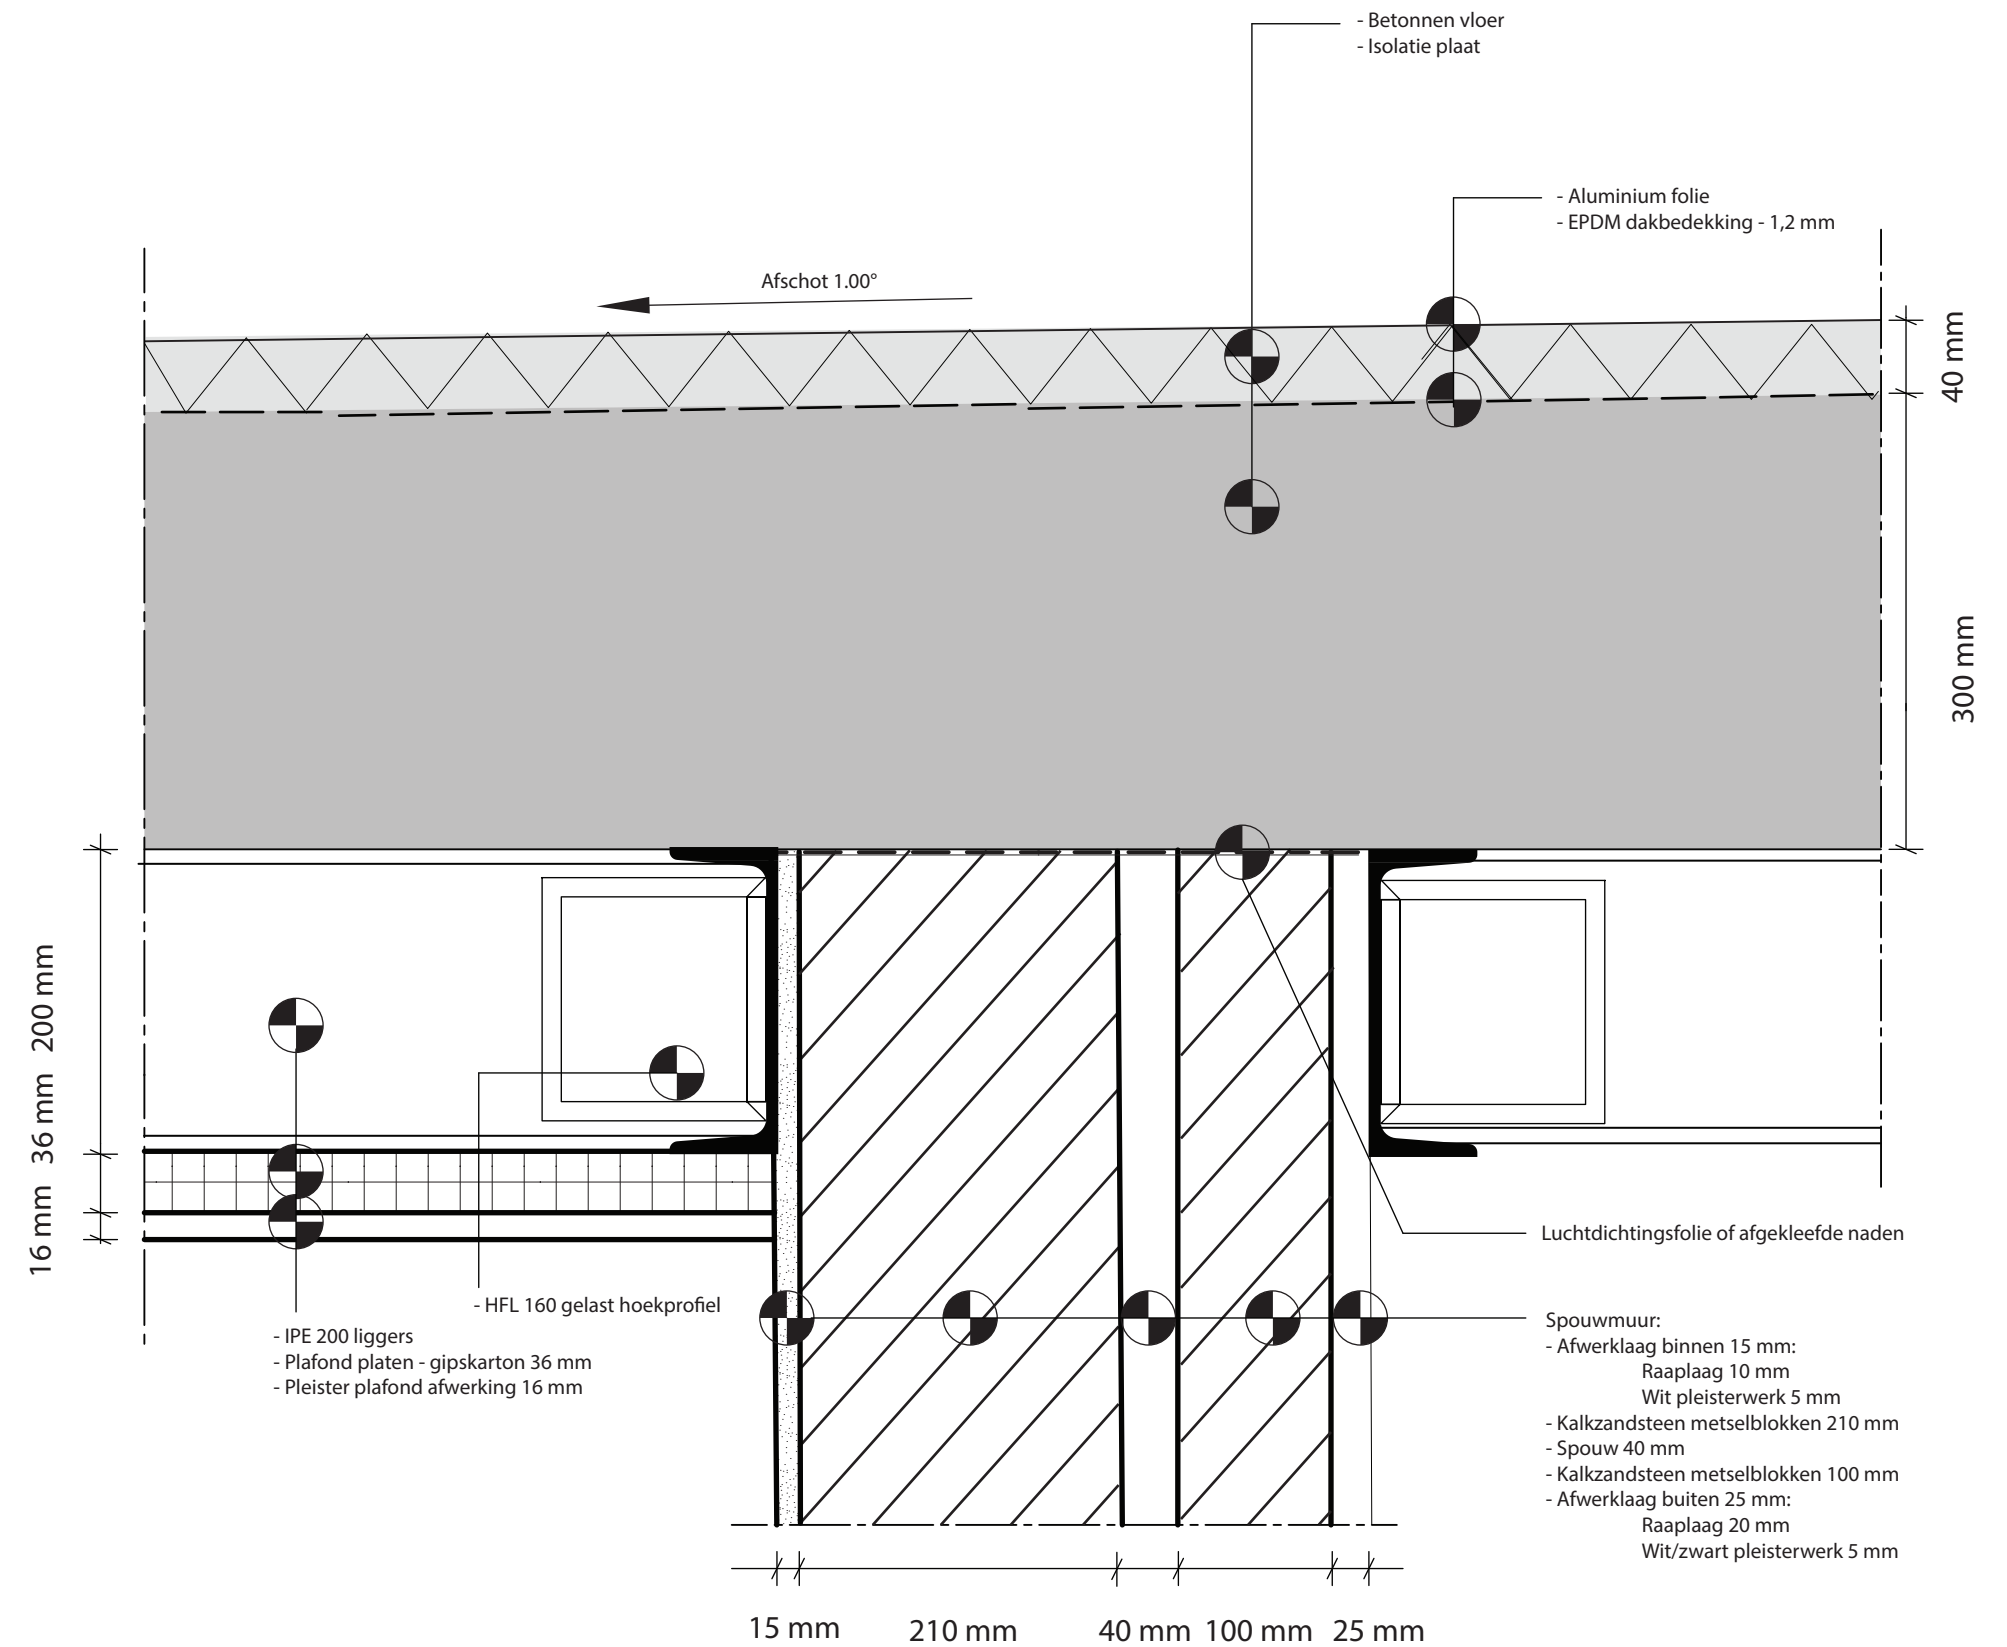 - Betonnen vloer
- Isolatie plaat
- Aluminium folie
- EPDM dakbedekking - 1,2 mm
Afschot 1.00°
40 mm
300 mm
200 mm
36 mm
16 mm
Luchtdichtingsfolie of afgekleefde naden
- HFL 160 gelast hoekprofiel
- IPE 200 liggers
- Plafond platen - gipskarton 36 mm
- Pleister plafond afwerking 16 mm
Spouwmuur:
- Afwerklaag binnen 15 mm:
Raaplaag 10 mm
Wit pleisterwerk 5 mm
- Kalkzandsteen metselblokken 210 mm
- Spouw 40 mm
- Kalkzandsteen metselblokken 100 mm
- Afwerklaag buiten 25 mm:
Raaplaag 20 mm
Wit/zwart pleisterwerk 5 mm
15 mm
210 mm
40 mm
100 mm
25 mm